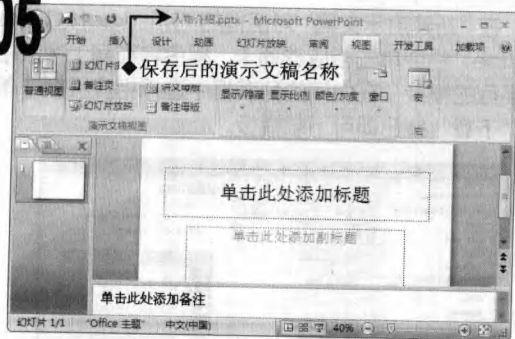 05
人物介绍.pptx - Microsoft PowerPoint
开始 插入 设计 动画 幻灯片放映 审阅 视图 开发工具 加载项
◆保存后的演示文稿名称
普通视图
备注页
幻灯片放映
讲义母版
备注母版
显示/隐藏 显示比例 颜色/灰度 窗口 宏
演示文稿视图 宏
1
单击此处添加标题
单击此处添加副标题
单击此处添加备注
幻灯片 1/1 "Office 主题" 中文(中国) 40%